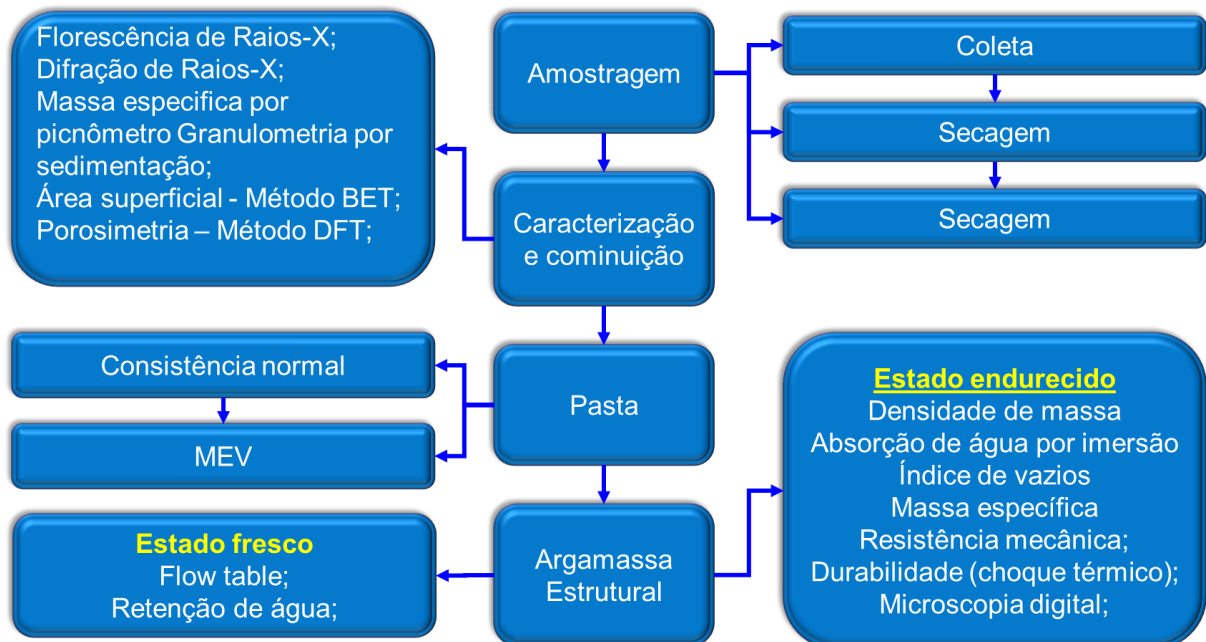 Florescência de Raios-X;
Difração de Raios-X;
Massa especifica por
picnômetro Granulometria por
sedimentação;
Área superficial - Método BET;
Porosimetria – Método DFT;
Amostragem
Coleta
Secagem
Secagem
Caracterização
e cominuição
Consistência normal
MEV
Pasta
Estado fresco
Flow table;
Retenção de água;
Argamassa
Estrutural
Estado endurecido
Densidade de massa
Absorção de água por imersão
Índice de vazios
Massa específica
Resistência mecânica;
Durabilidade (choque térmico);
Microscopia digital;